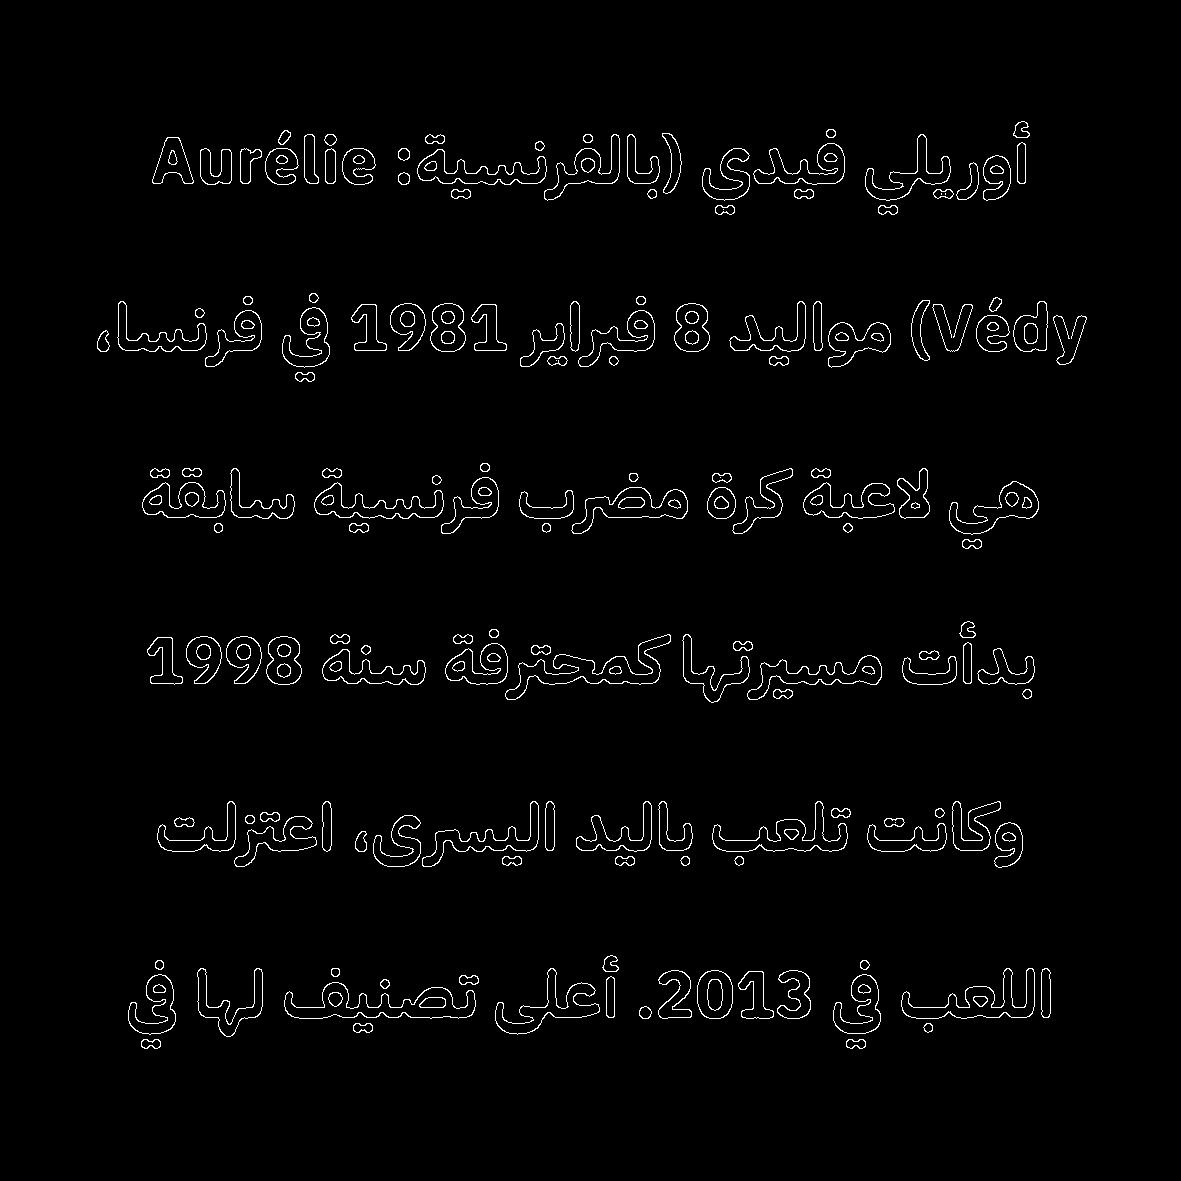 أوريلي فيدي (بالفرنسية: Aurélie
Védy) مواليد 8 فبراير 1981 في فرنسا،
هي لاعبة كرة مضرب فرنسية سابقة
بدأت مسيرتها كمحترفة سنة 1998
وكانت تلعب باليد اليسرى، اعتزلت
اللعب في 2013. أعلى تصنيف لها في